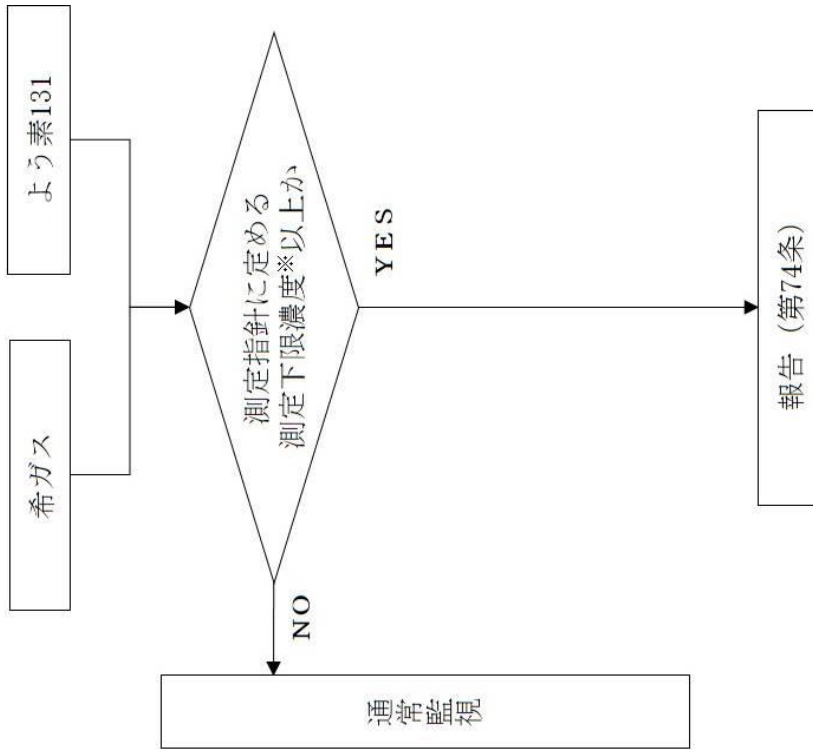 希ガス
よう素131
測定指針に定める
測定下限濃度※以上か
NO
YES
通常監視
報告（第74条）